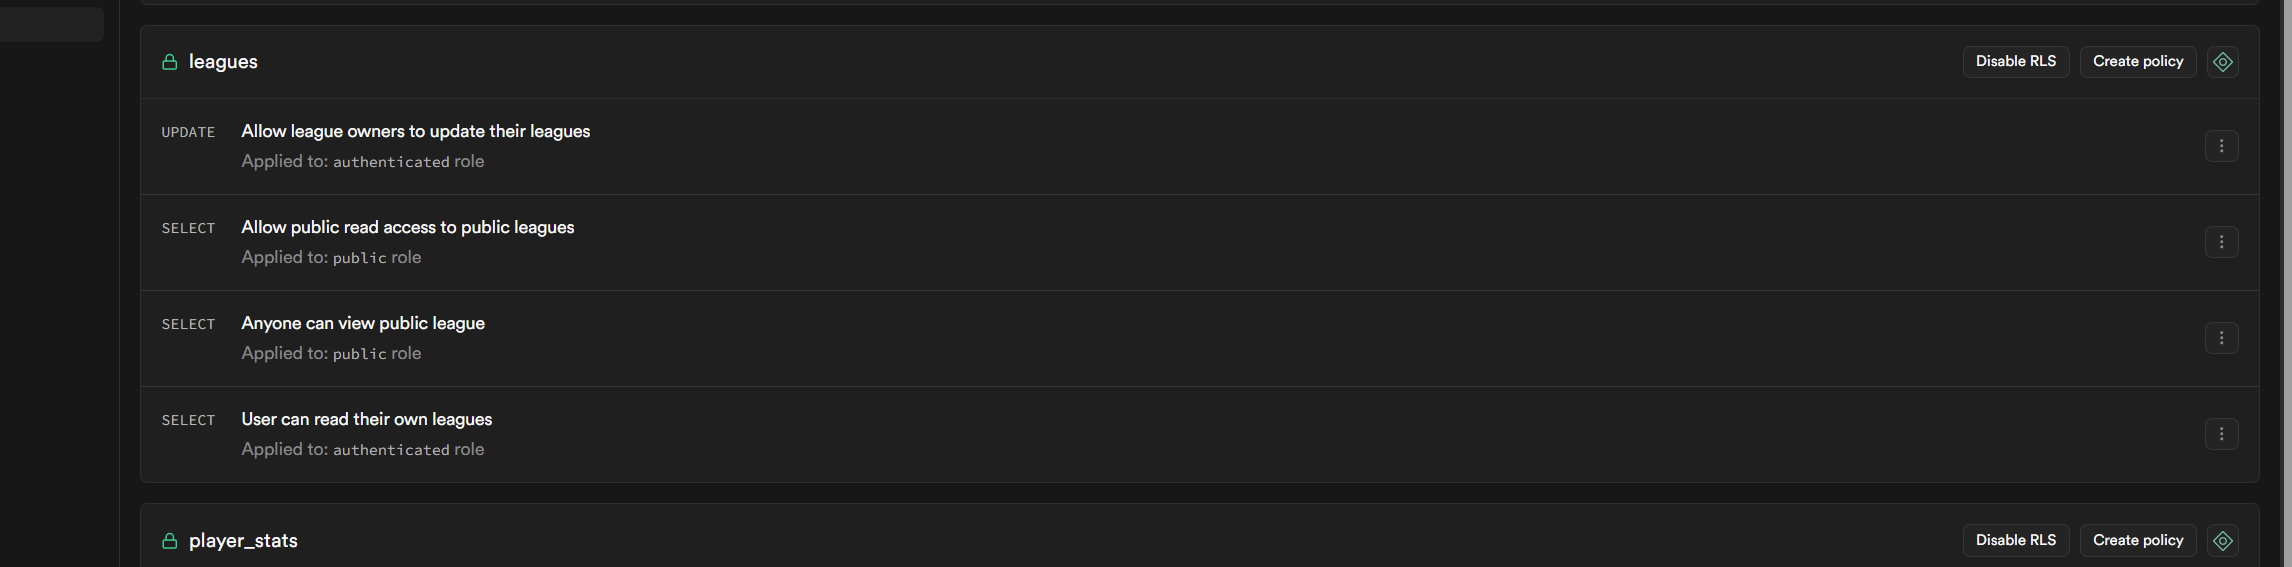 leagues
Disable RLS
Create policy
UPDATE
Allow league owners to update their leagues
Applied to: authenticated role
SELECT
Allow public read access to public leagues
Applied to: public role
SELECT
Anyone can view public league
Applied to: public role
SELECT
User can read their own leagues
Applied to: authenticated role
player_stats
Disable RLS
Create policy